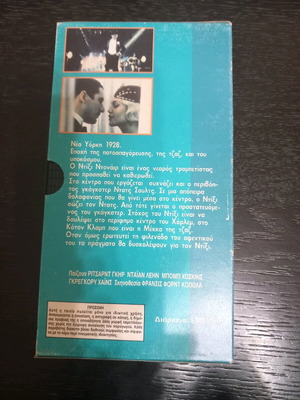 Νέα Υόρκη 1928.
Εποχή της ποτοαπαγόρευσης, της τζαζ, και του
υποκόσμου.
Ο Ντίξι Ντουάιρ είναι ένας νεαρός τρομπετίστας
που προσπαθεί να καθιερωθεί.
Στο κέντρο που εργάζεται συχνάζει και ο περιβόη-
τος γκάγκστερ Ντατς Σουλτς. Σε μια απόπειρα
δολοφονίας που θα γίνει μέσα στο κέντρο, ο Ντίξι
σώζει τον Ντατς. Από τότε γίνεται ο προστατευόμε-
νος του γκάγκστερ. Στόχος του Ντίξι είναι να
δουλέψει στο περίφημο κέντρο του Χάρλεμ, στο
Κότον Κλαμπ που είναι η Μέκκα της τζαζ.
Όταν όμως ερωτευτεί τη φιλενάδα του αφεντικού
του τα πράγματα θα δυσκολέψουν για τον Ντίξι.
Παίζουν ΡΙΤΣΑΡΝΤ ΓΚΗΡ ΝΤΑΪΑΝ ΛΕΗΝ ΜΠΟΜΠ ΧΟΣΚΙΝΣ
ΓΚΡΕΓΚΟΡΥ ΧΑΪΝΣ Σκηνοθεσία ΦΡΑΝΣΙΣ ΦΟΡΝΤ ΚΟΠΟΛΑ
ΠΡΟΣΟΧΗ
Διάρκεια